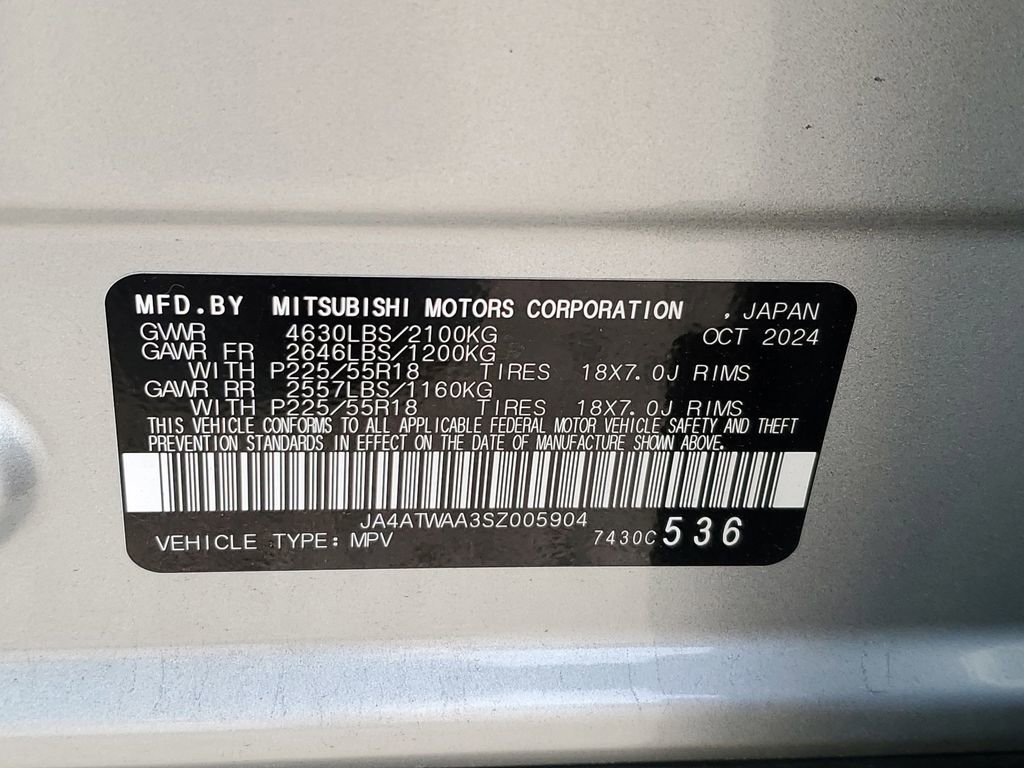 MFD.BY MITSUBISHI MOTORS CORPORATION , JAPAN
GVWR 4630LBS/2100KG OCT 2024
GAWR FR 2646LBS/1200KG
WITH P225/55R18 TIRES 18X7.0J RIMS
GAWR RR 2557LBS/1160KG
WITH P225/55R18 TIRES 18X7.0J RIMS
THIS VEHICLE CONFORMS TO ALL APPLICABLE FEDERAL MOTOR VEHICLE SAFETY AND THEFT
PREVENTION STANDARDS IN EFFECT ON THE DATE OF MANUFACTURE SHOWN ABOVE.
JA4ATWAA3SZ005904
VEHICLE TYPE: MPV 7430C 536